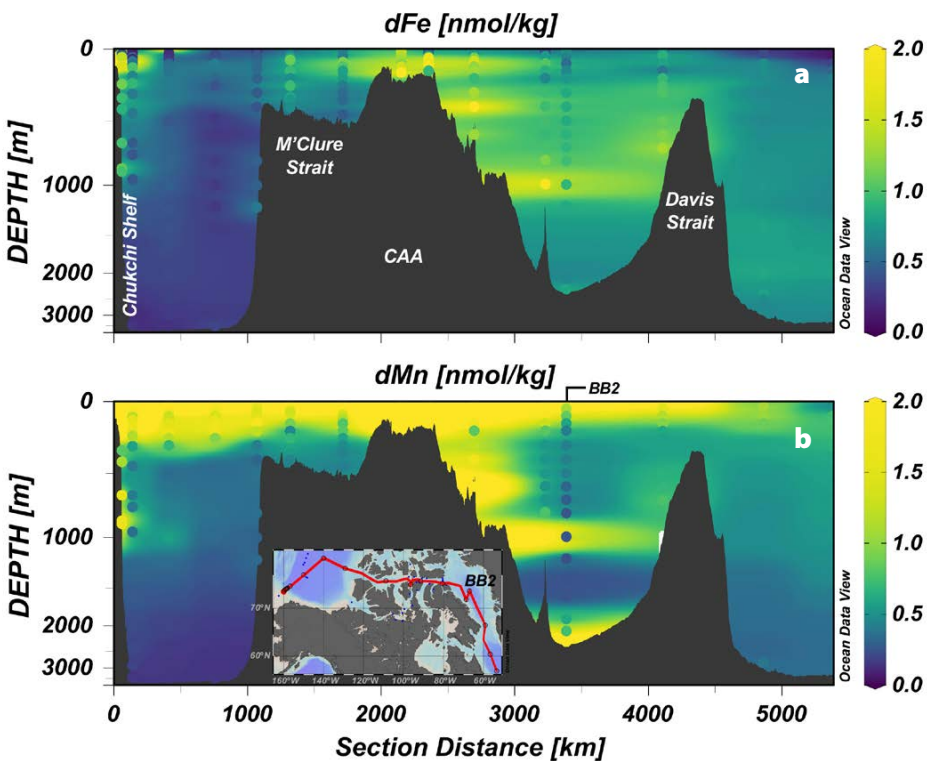 dFe [nmol/kg]
a
0
1000
2000
3000
DEPTH [m]
Chukchi Shelf
M'Clure
Strait
CAA
Davis
Strait
Ocean Data View
2.0
1.5
1.0
0.5
0.0
dMn [nmol/kg]
BB2
b
0
1000
2000
3000
DEPTH [m]
BB2
70°N
60°N
160°W 140°W 120°W 100°W 80°W 60°W
Ocean Data View
2.0
1.5
1.0
0.5
0.0
0 1000 2000 3000 4000 5000
Section Distance [km]